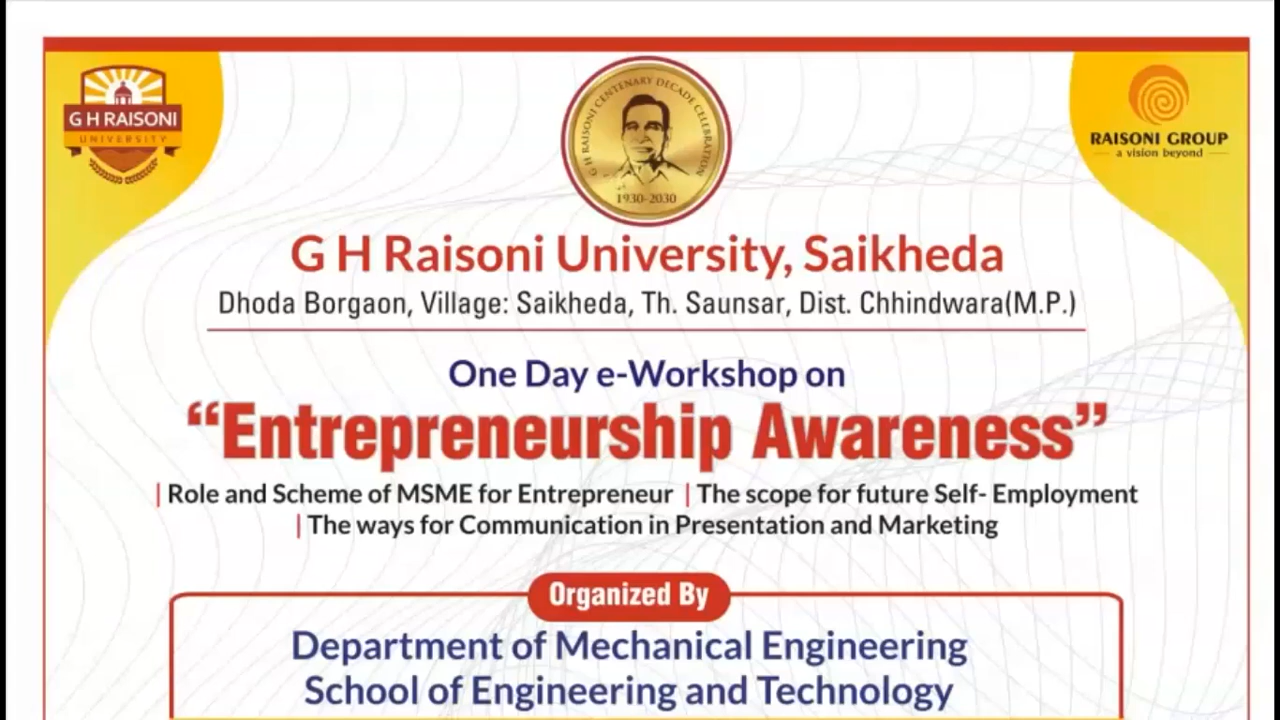 G H RAISONI
UNIVERSITY
G H RAISONI CENTENARY DECADE CELEBRATION
1930-2030
RAISONI GROUP
a vision beyond
G H Raisoni University, Saikheda
Dhoda Borgaon, Village: Saikheda, Th. Saunsar, Dist. Chhindwara(M.P.)
One Day e-Workshop on
“Entrepreneurship Awareness”
| Role and Scheme of MSME for Entrepreneur | The scope for future Self- Employment
| The ways for Communication in Presentation and Marketing
Organized By
Department of Mechanical Engineering
School of Engineering and Technology